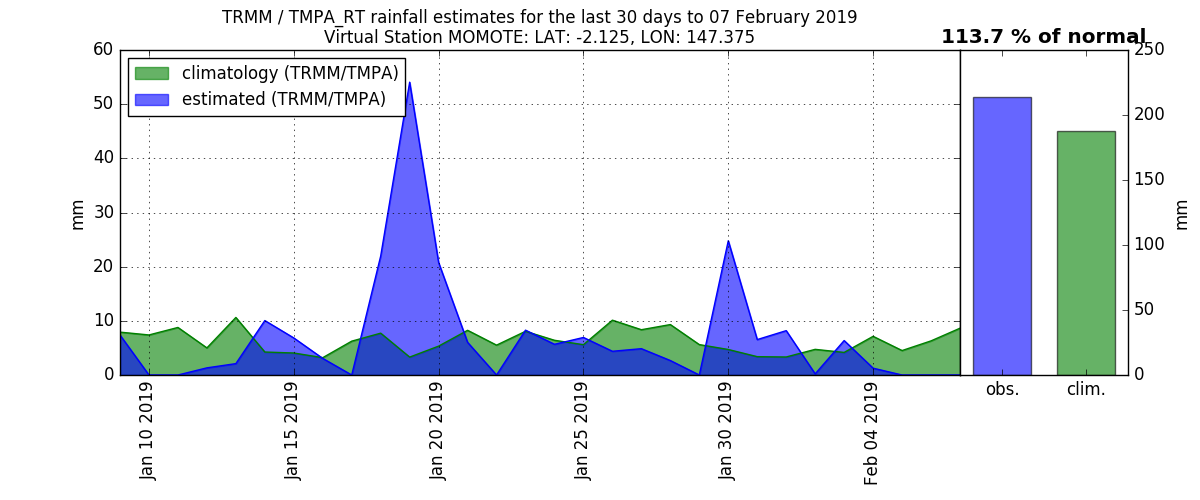 TRMM / TMPA_RT rainfall estimates for the last 30 days to 07 February 2019
Virtual Station MOMOTE: LAT: -2.125, LON: 147.375
113.7 % of normal
climatology (TRMM/TMPA)
estimated (TRMM/TMPA)
60
50
40
30
20
10
0
mm
Jan 10 2019
Jan 15 2019
Jan 20 2019
Jan 25 2019
Jan 30 2019
Feb 04 2019
obs.
clim.
250
200
150
100
50
0
mm